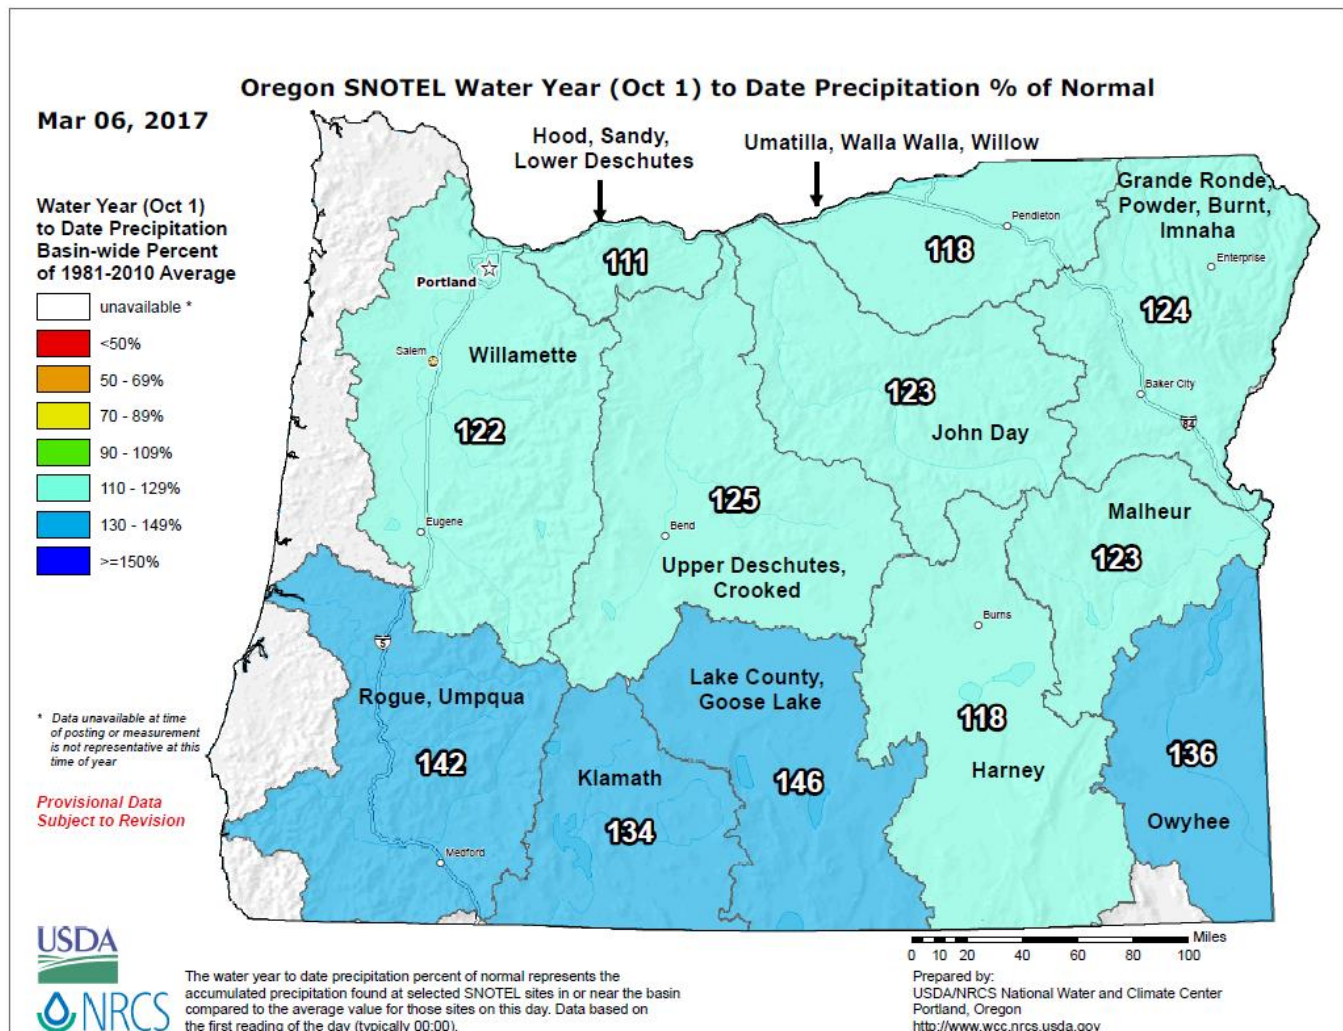 Oregon SNOTEL Water Year (Oct 1) to Date Precipitation % of Normal
Mar 06, 2017
Hood, Sandy,
Lower Deschutes
Umatilla, Walla Walla, Willow
Water Year (Oct 1)
to Date Precipitation
Basin-wide Percent
of 1981-2010 Average
unavailable *
<50%
50 - 69%
70 - 89%
90 - 109%
110 - 129%
130 - 149%
>=150%
Grande Ronde,
Powder, Burnt,
Imnaha
Pendleton
Enterprise
111
118
124
Portland
Salem
Willamette
122
Eugene
123
John Day
Baker City
84
125
Bend
Upper Deschutes,
Crooked
Malheur
123
Burns
5
Rogue, Umpqua
142
Medford
Klamath
134
Lake County,
Goose Lake
146
118
Harney
136
Owyhee
* Data unavailable at time
of posting or measurement
is not representative at this
time of year
Provisional Data
Subject to Revision
USDA
NRCS
The water year to date precipitation percent of normal represents the
accumulated precipitation found at selected SNOTEL sites in or near the basin
compared to the average value for those sites on this day. Data based on
the first reading of the day (typically 00:00).
Miles
0 10 20 40 60 80 100
Prepared by:
USDA/NRCS National Water and Climate Center
Portland, Oregon
http://www.wcc.nrcs.usda.gov